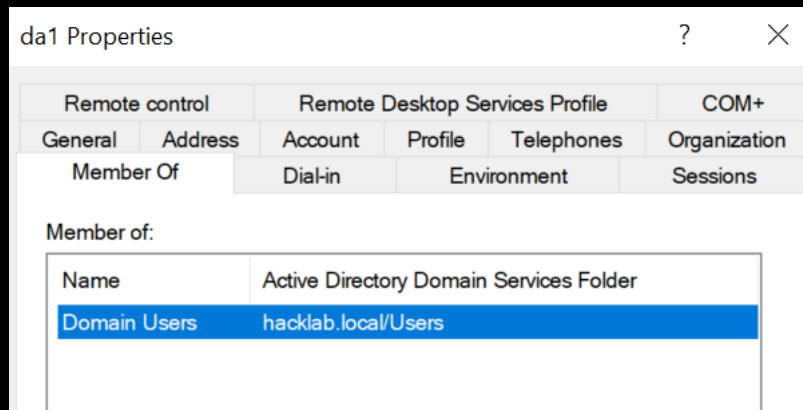 da1 Properties ?
Remote control Remote Desktop Services Profile COM+
General Address Account Profile Telephones Organization
Member Of Dial-in Environment Sessions
Member of:
Name Active Directory Domain Services Folder
Domain Users hacklab.local/Users